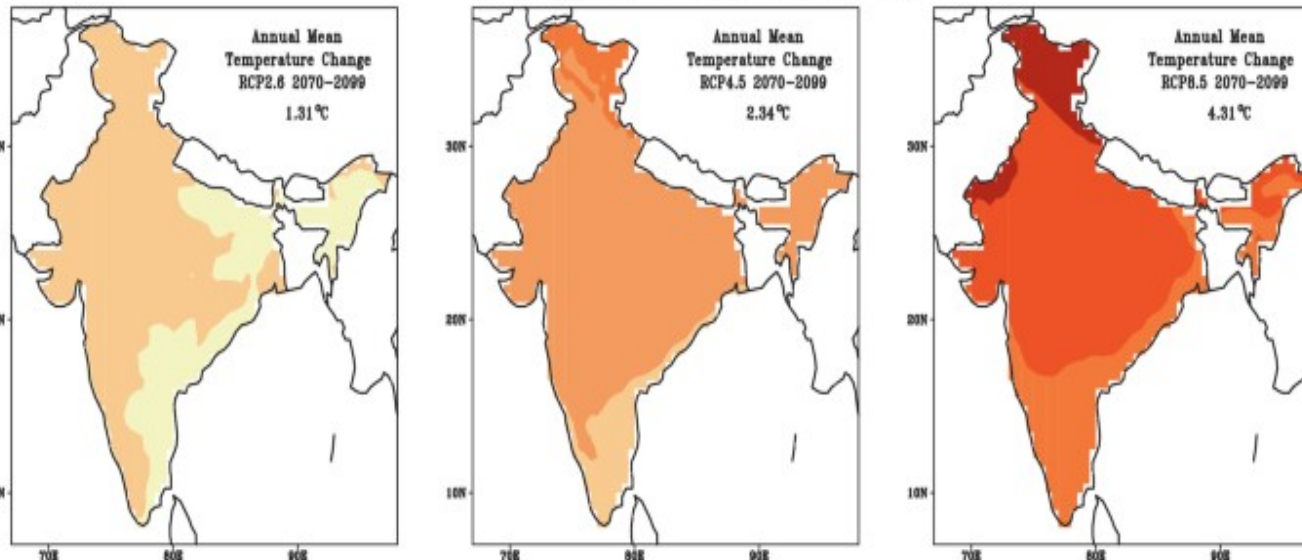 Annual Mean
Temperature Change
RCP2.6 2070-2099
1.31°C
70E
80E
90E
Annual Mean
Temperature Change
RCP4.5 2070-2099
2.34°C
30N
20N
10N
70E
80E
90E
Annual Mean
Temperature Change
RCP8.5 2070-2099
4.31°C
30N
20N
10N
70E
80E
90E